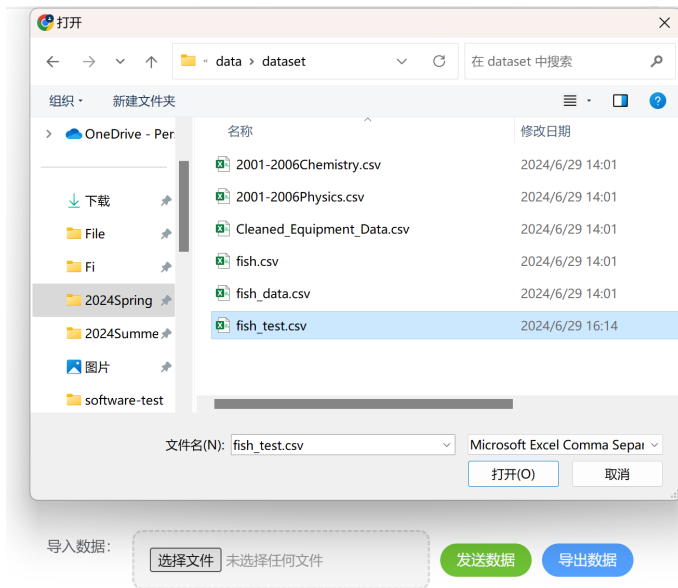 打开
« data › dataset
在 dataset 中搜索
组织
新建文件夹
OneDrive - Per
下载
File
Fi
2024Spring
2024Summe
图片
software-test
名称 修改日期
2001-2006Chemistry.csv 2024/6/29 14:01
2001-2006Physics.csv 2024/6/29 14:01
Cleaned_Equipment_Data.csv 2024/6/29 14:01
fish.csv 2024/6/29 14:01
fish_data.csv 2024/6/29 14:01
fish_test.csv 2024/6/29 16:14
文件名(N): fish_test.csv
Microsoft Excel Comma Separ
打开(O) 取消
导入数据: 选择文件 未选择任何文件 发送数据 导出数据